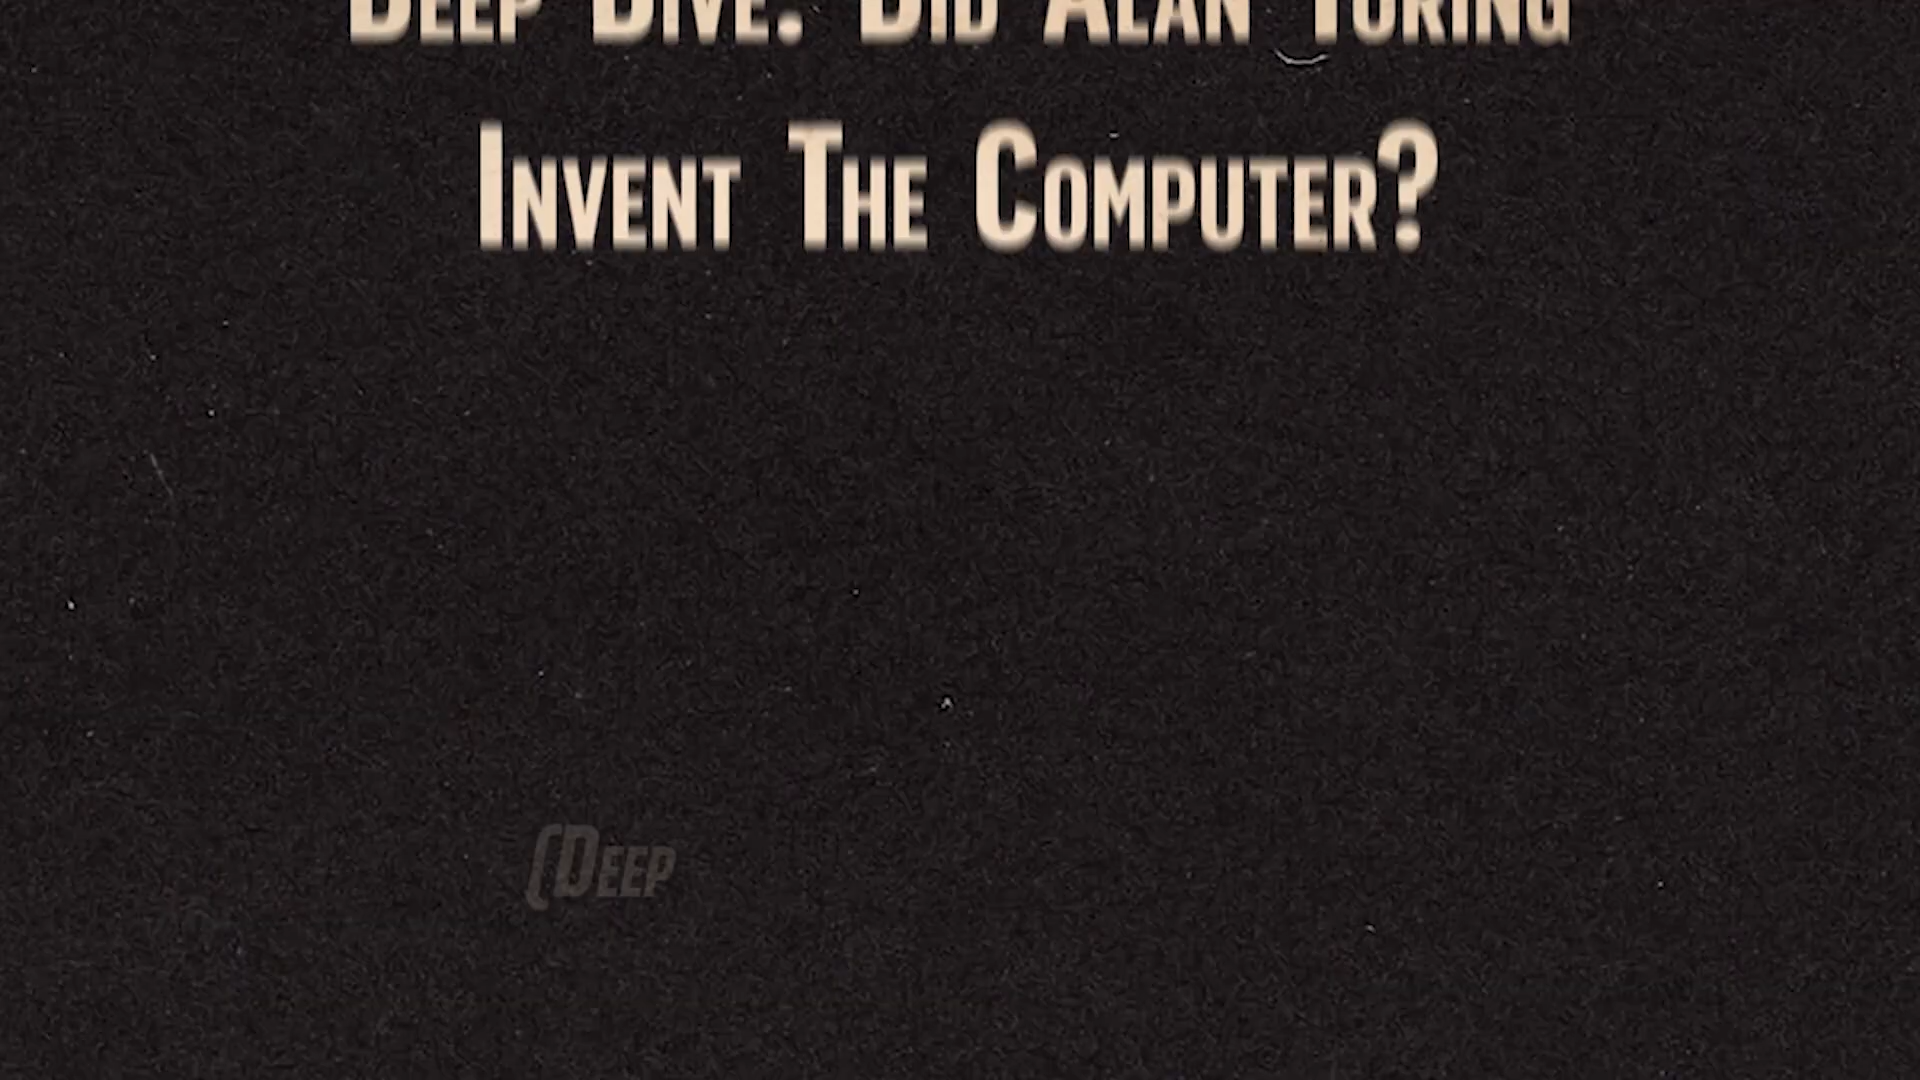 Deep Dive: Did Alan Turing
Invent The Computer?
(Deep